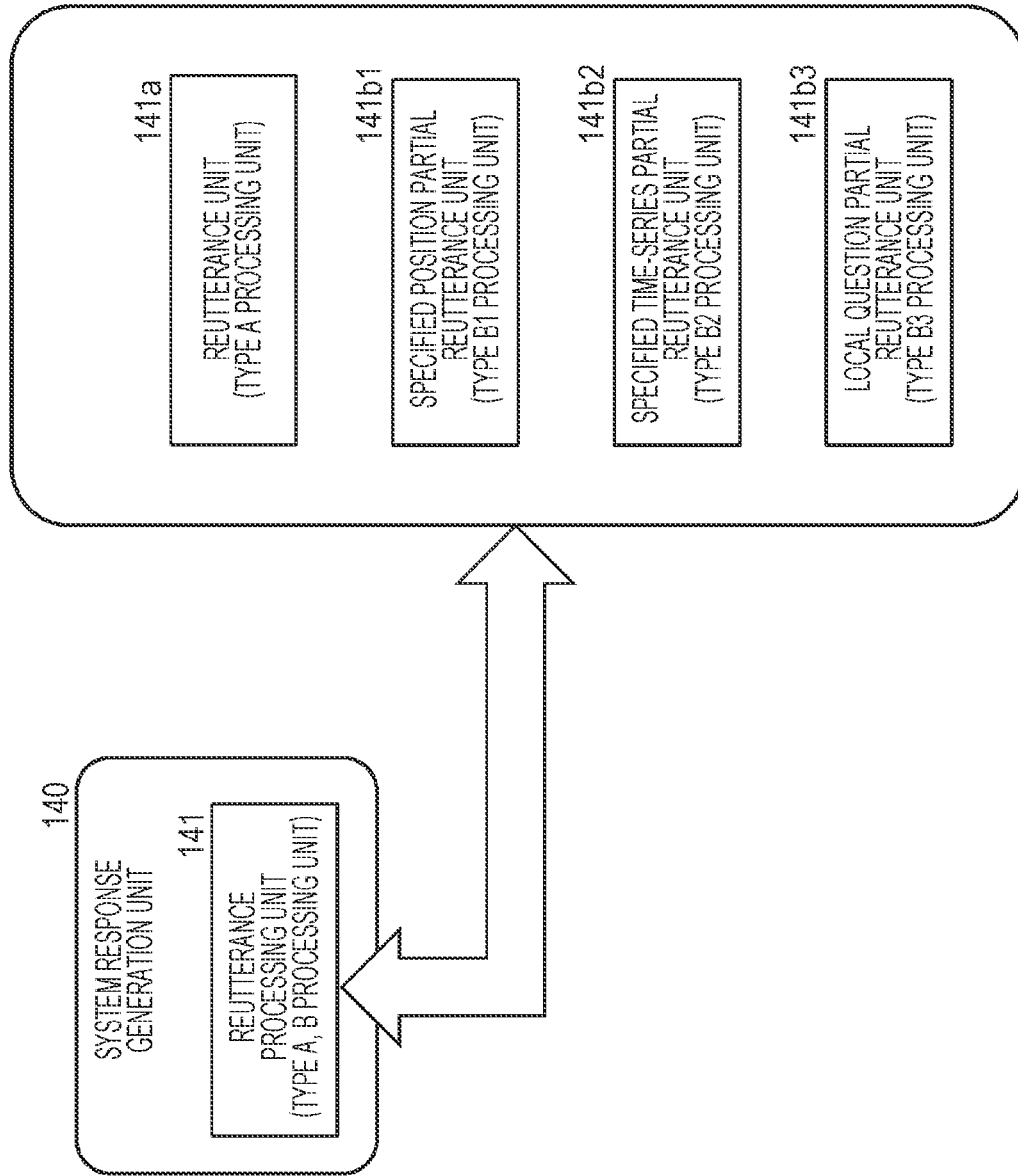 140
SYSTEM RESPONSE
GENERATION UNIT
141
REUTTERANCE
PROCESSING UNIT
(TYPE A, B PROCESSING UNIT)
141a
REUTTERANCE UNIT
(TYPE A PROCESSING UNIT)
141b1
SPECIFIED POSITION PARTIAL
REUTTERANCE UNIT
(TYPE B1 PROCESSING UNIT)
141b2
SPECIFIED TIME-SERIES PARTIAL
REUTTERANCE UNIT
(TYPE B2 PROCESSING UNIT)
141b3
LOCAL QUESTION PARTIAL
REUTTERANCE UNIT
(TYPE B3 PROCESSING UNIT)